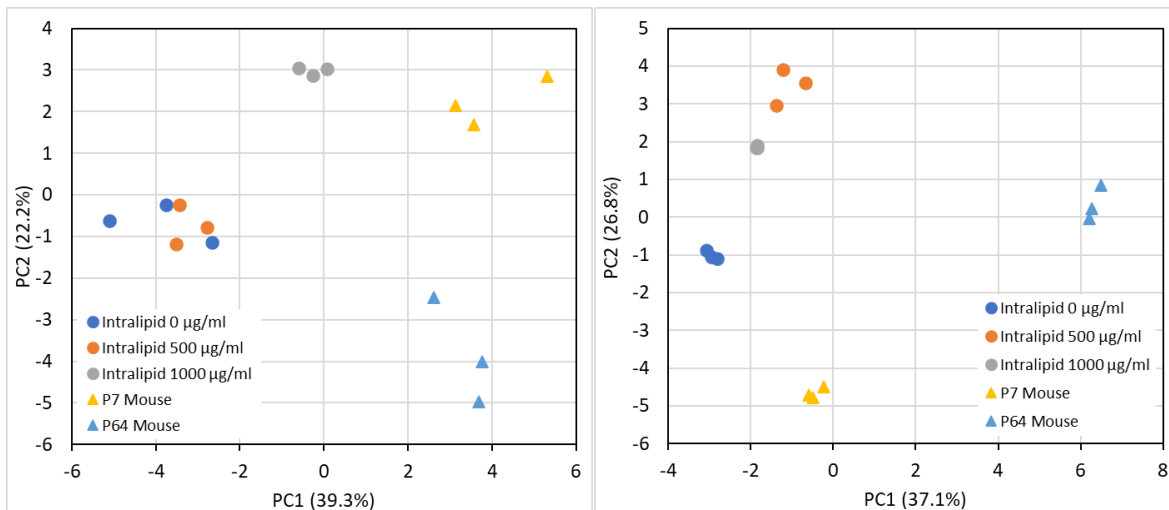 4
3
2
1
0
-1
-2
-3
-4
-5
-6
PC2 (22.2%)
Intralipid 0 µg/ml
Intralipid 500 µg/ml
Intralipid 1000 µg/ml
P7 Mouse
P64 Mouse
-6
-4
-2
0
2
4
6
PC1 (39.3%)
5
4
3
2
1
0
-1
-2
-3
-4
-5
-6
PC2 (26.8%)
Intralipid 0 µg/ml
Intralipid 500 µg/ml
Intralipid 1000 µg/ml
P7 Mouse
P64 Mouse
-4
-2
0
2
4
6
8
PC1 (37.1%)